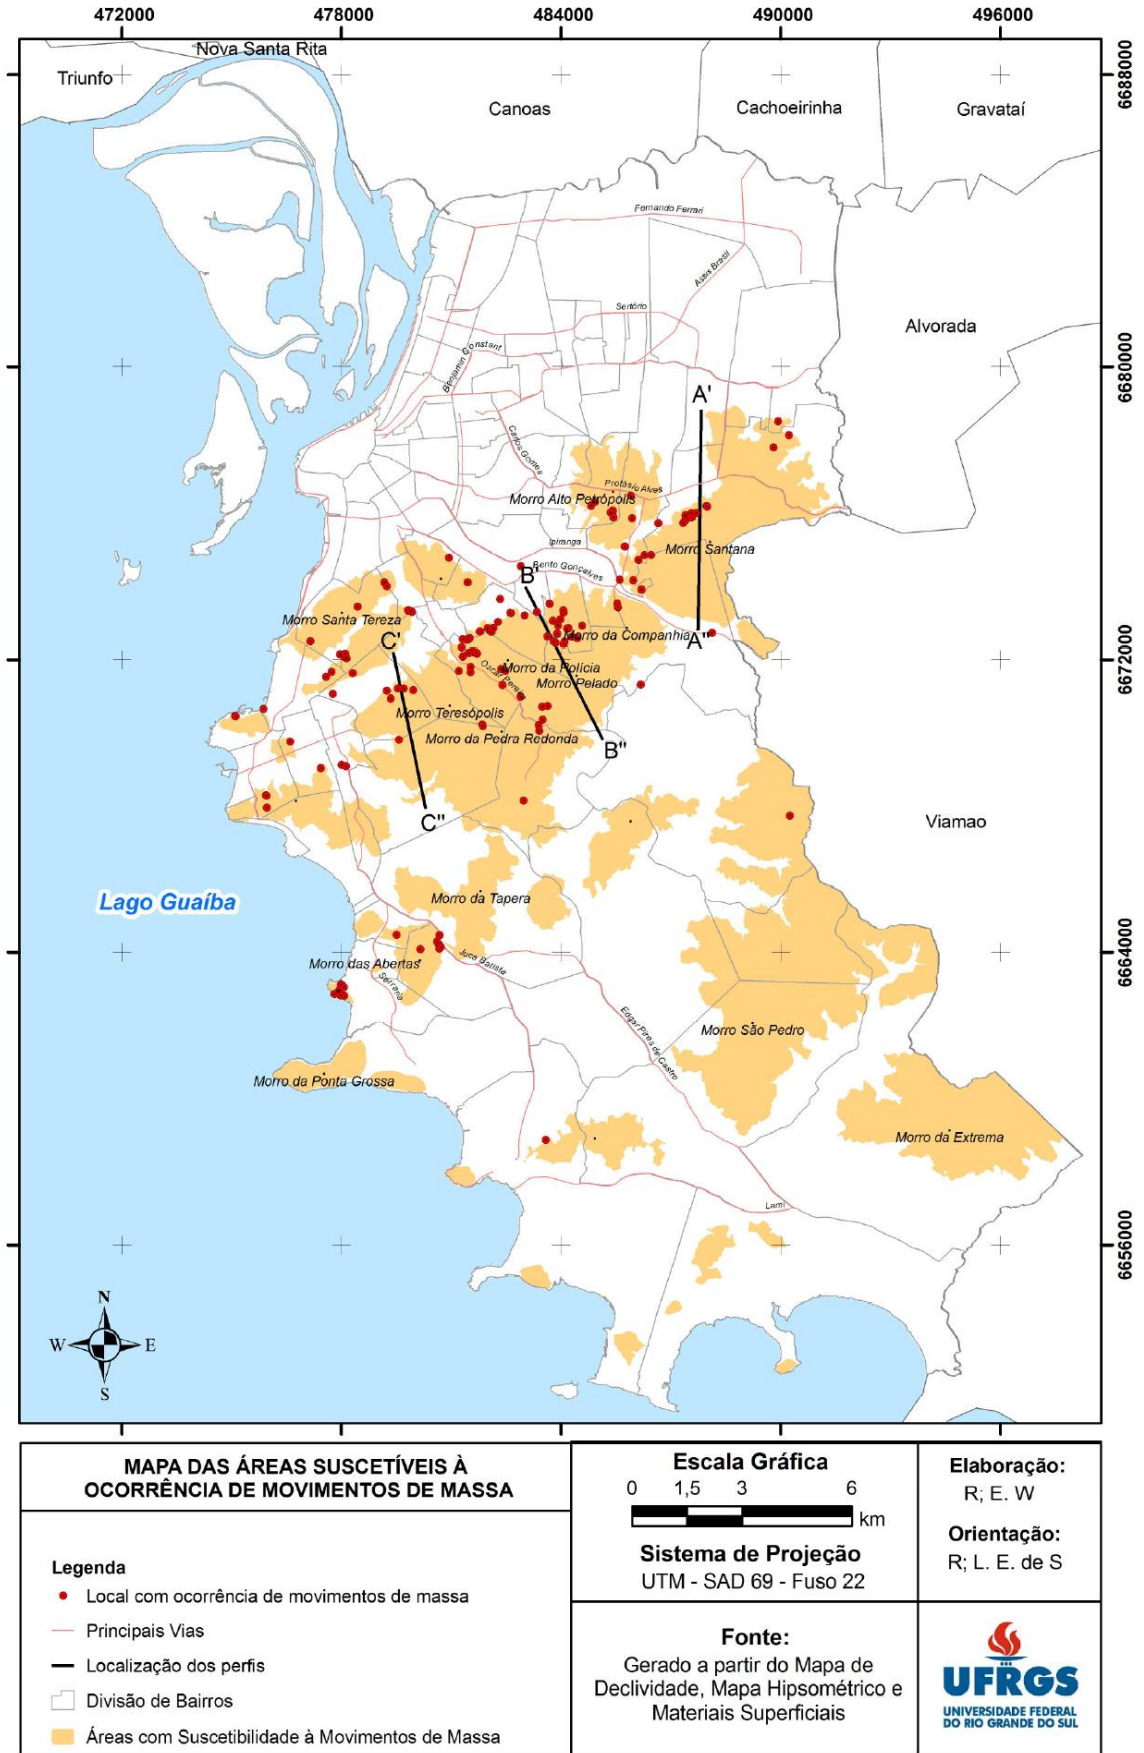 472000
478000
484000
490000
496000
Nova Santa Rita
Triunfo
Canoas
Cachoeirinha
Gravataí
6688000
Fernando Ferrari
Assis Brasil
Sertório
Alvorada
Benjamin Constant
6680000
A'
Carlos Gomes
Protásio Alves
Morro Alto Petrópolis
Ipiranga
Morro Santana
Bento Gonçalves
B'
Morro Santa Tereza
C'
Morro da Companhia
A"
6672000
Oscar Pereira
Morro da Polícia
Morro Pelado
Morro Teresópolis
Morro da Pedra Redonda
B"
C"
Viamao
Lago Guaíba
Morro da Tapera
Morro das Abertas
Juca Batista
6664000
Serraria
Edgar Pires de Castro
Morro São Pedro
Morro da Ponta Grossa
Morro da Extrema
Lami
6656000
N
W
E
S
MAPA DAS ÁREAS SUSCETÍVEIS À
OCORRÊNCIA DE MOVIMENTOS DE MASSA
Legenda
Local com ocorrência de movimentos de massa
Principais Vias
Localização dos perfis
Divisão de Bairros
Áreas com Suscetibilidade à Movimentos de Massa
Escala Gráfica
0 1,5 3 6
km
Sistema de Projeção
UTM - SAD 69 - Fuso 22
Fonte:
Gerado a partir do Mapa de
Declividade, Mapa Hipsométrico e
Materiais Superficiais
Elaboração:
R; E. W
Orientação:
R; L. E. de S
UFRGS
UNIVERSIDADE FEDERAL
DO RIO GRANDE DO SUL